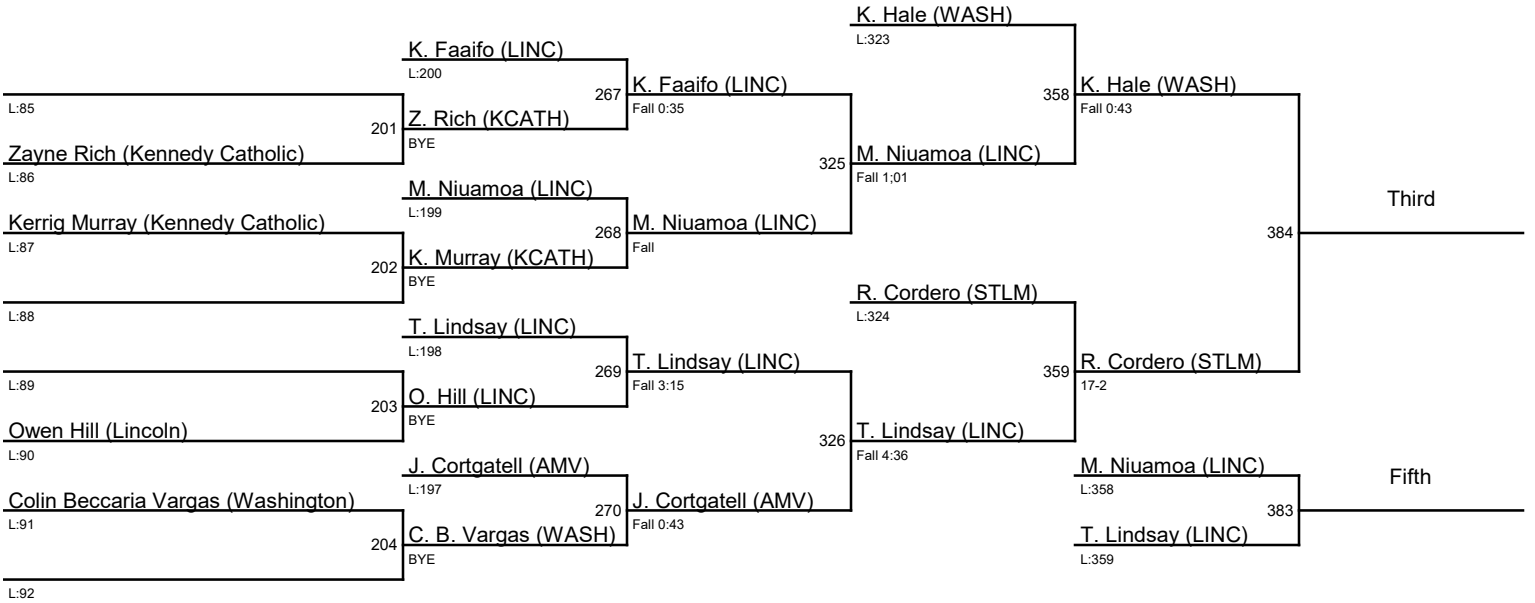 K. Hale (WASH)
L:323
K. Faaifo (LINC)
L:200
267
K. Faaifo (LINC)
Fall 0:35
358
K. Hale (WASH)
Fall 0:43
L:85
201
Z. Rich (KCATH)
BYE
Zayne Rich (Kennedy Catholic)
L:86
325
M. Niuamoa (LINC)
Fall 1;01
M. Niuamoa (LINC)
L:199
Third
Kerrig Murray (Kennedy Catholic)
L:87
268
M. Niuamoa (LINC)
Fall
384
202
K. Murray (KCATH)
BYE
L:88
R. Cordero (STLM)
L:324
T. Lindsay (LINC)
L:198
L:89
269
T. Lindsay (LINC)
Fall 3:15
359
R. Cordero (STLM)
17-2
203
O. Hill (LINC)
BYE
Owen Hill (Lincoln)
L:90
326
T. Lindsay (LINC)
Fall 4:36
J. Cortgatell (AMV)
L:197
M. Niuamoa (LINC)
L:358
Fifth
Colin Beccaria Vargas (Washington)
L:91
270
J. Cortgatell (AMV)
Fall 0:43
383
204
C. B. Vargas (WASH)
BYE
T. Lindsay (LINC)
L:359
L:92